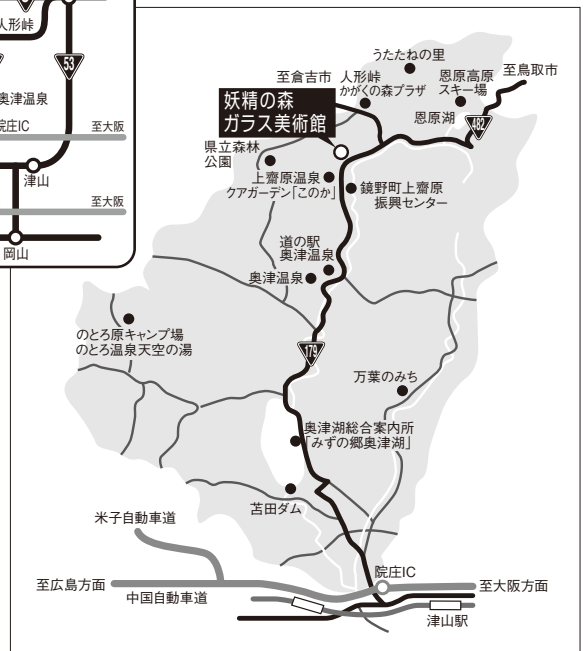 人形峠
53
奥津温泉
院庄IC
至大阪
津山
至大阪
岡山
うたたねの里
至倉吉市
人形峠
かがくの森プラザ
恩原高原
スキー場
至鳥取市
妖精の森
ガラス美術館
恩原湖
482
県立森林
公園
上齋原温泉
クアガーデン「このか」
鏡野町上齋原
振興センター
道の駅
奥津温泉
奥津温泉
のとろ原キャンプ場
のとろ温泉天空の湯
179
万葉のみち
奥津湖総合案内所
「みずの郷奥津湖」
苫田ダム
米子自動車道
院庄IC
至広島方面
中国自動車道
至大阪方面
津山駅